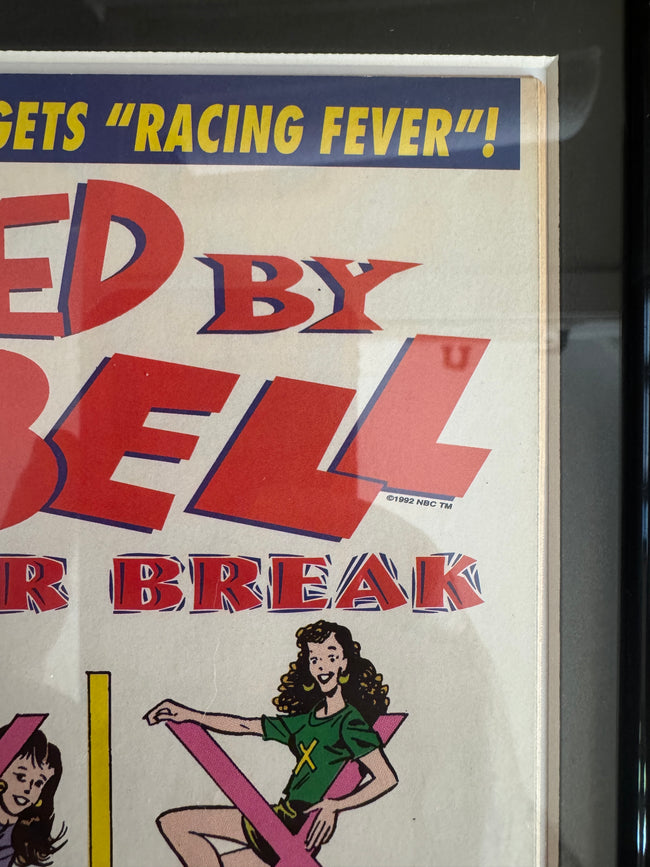 GETS "RACING FEVER"!
ED BY
BELL
U
©1992 NBC TM
R BREAK
X